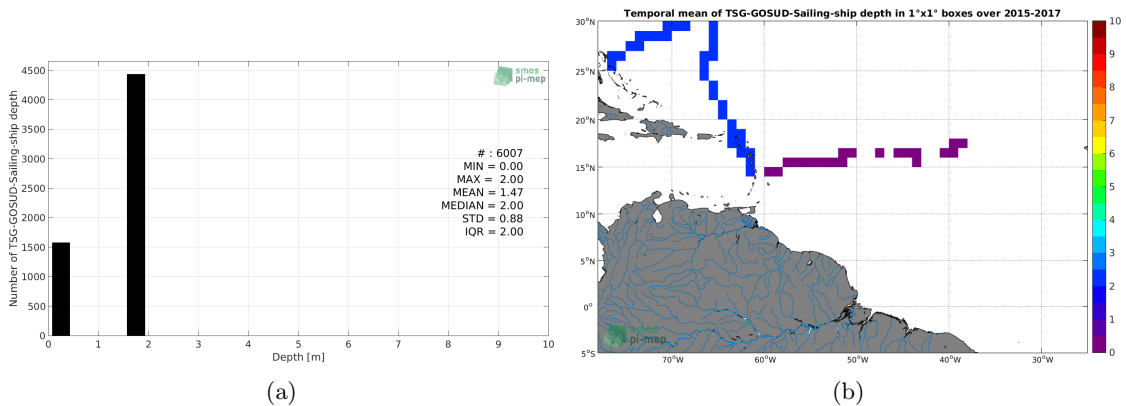 Temporal mean of TSG-GOSUD-Sailing-ship depth in 1°x1° boxes over 2015-2017
Number of TSG-GOSUD-Sailing-ship depth
4500
4000
3500
3000
2500
2000
1500
1000
500
0
smos
pi-mep
# : 6007
MIN = 0.00
MAX = 2.00
MEAN = 1.47
MEDIAN = 2.00
STD = 0.88
IQR = 2.00
0 1 2 3 4 5 6 7 8 9 10
Depth [m]
(a)
30°N
25°N
20°N
15°N
10°N
5°N
0°
5°S
smos
pi-mep
70°W 60°W 50°W 40°W 30°W
10
9
8
7
6
5
4
3
2
1
0
(b)